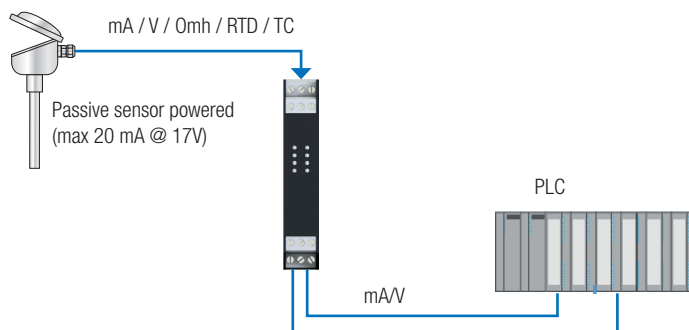 mA / V / Omh / RTD / TC
Passive sensor powered
(max 20 mA @ 17V)
PLC
mA/V